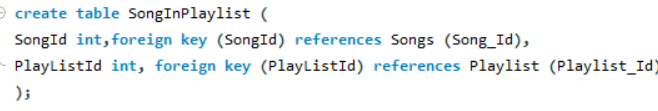 create table SongInPlaylist (
SongId int,foreign key (SongId) references Songs (Song_Id),
PlayListId int, foreign key (PlayListId) references Playlist (Playlist_Id)
);